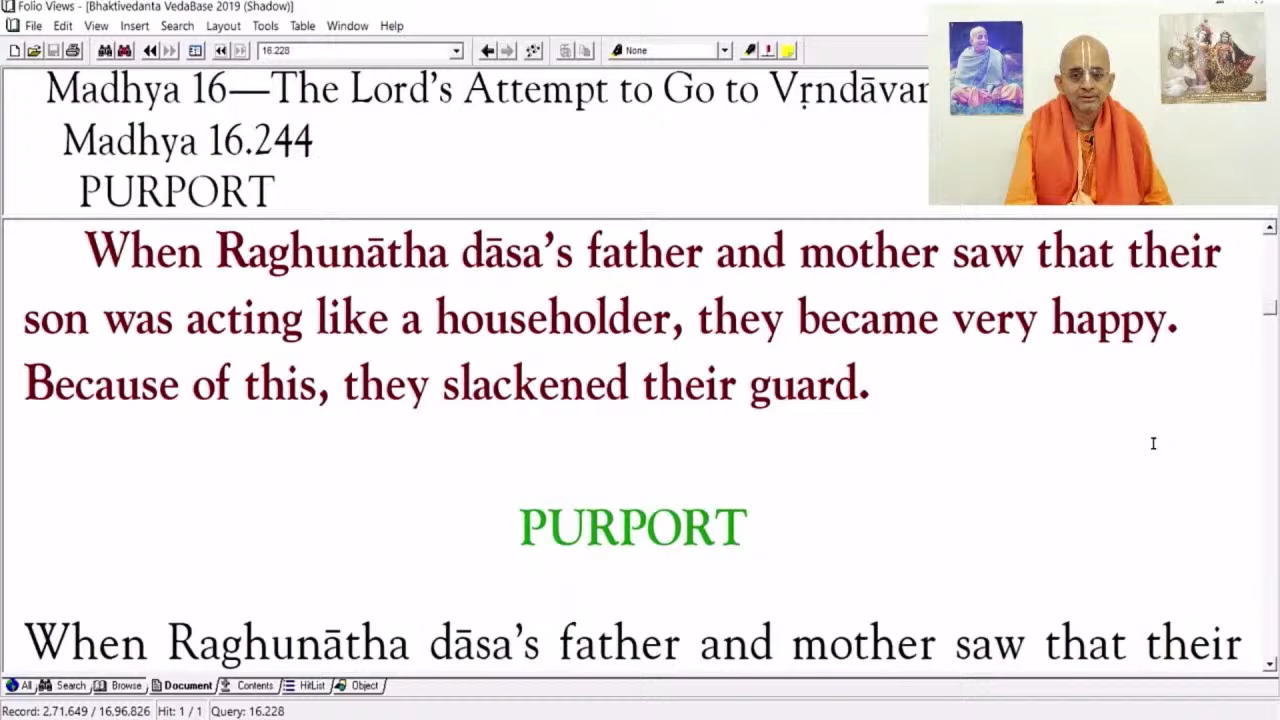 Folio Views - [Bhaktivedanta VedaBase 2019 (Shadow)]
File Edit View Insert Search Layout Tools Table Window Help
16.228 None
Madhya 16—The Lord's Attempt to Go to
Madhya 16.244
PURPORT
When Raghunātha dāsa's father and mother saw that their
son was acting like a householder, they became very happy.
Because of this, they slackened their guard.
PURPORT
When Raghunātha dāsa's father and mother saw that their
All Search Browse Document Contents HitList Object
Record: 2,71,649 / 16,96,826 Hit: 1 / 1 Query: 16.228